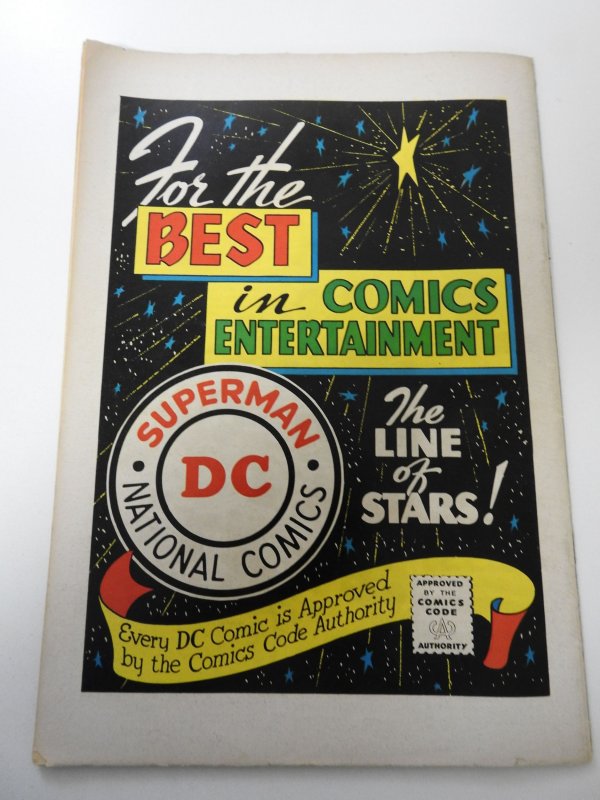 For the
BEST
in COMICS
ENTERTAINMENT
SUPERMAN
DC
NATIONAL COMICS
The
LINE
of
STARS!
Every DC Comic is Approved
by the Comics Code Authority
APPROVED
BY THE
COMICS
CODE
CA
AUTHORITY